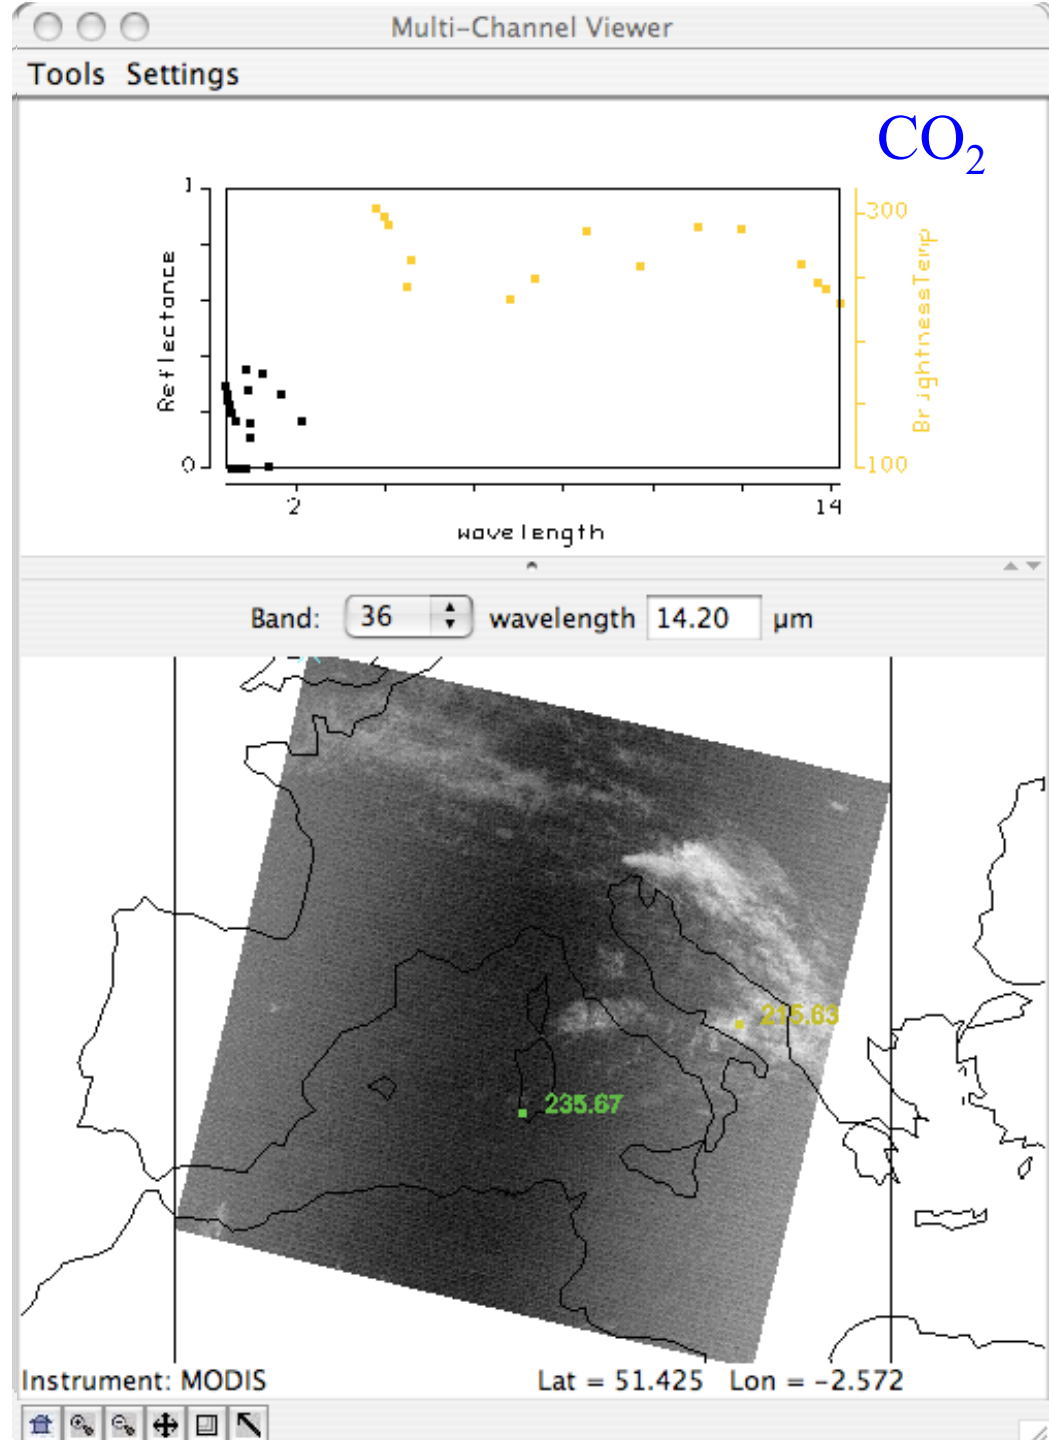 Multi-Channel Viewer
Tools Settings
CO₂
1
300
Reflectance
BrightnessTemp
0
100
2
14
wavelength
Band: 36 wavelength 14.20 µm
215.63
235.67
Instrument: MODIS Lat = 51.425 Lon = -2.572